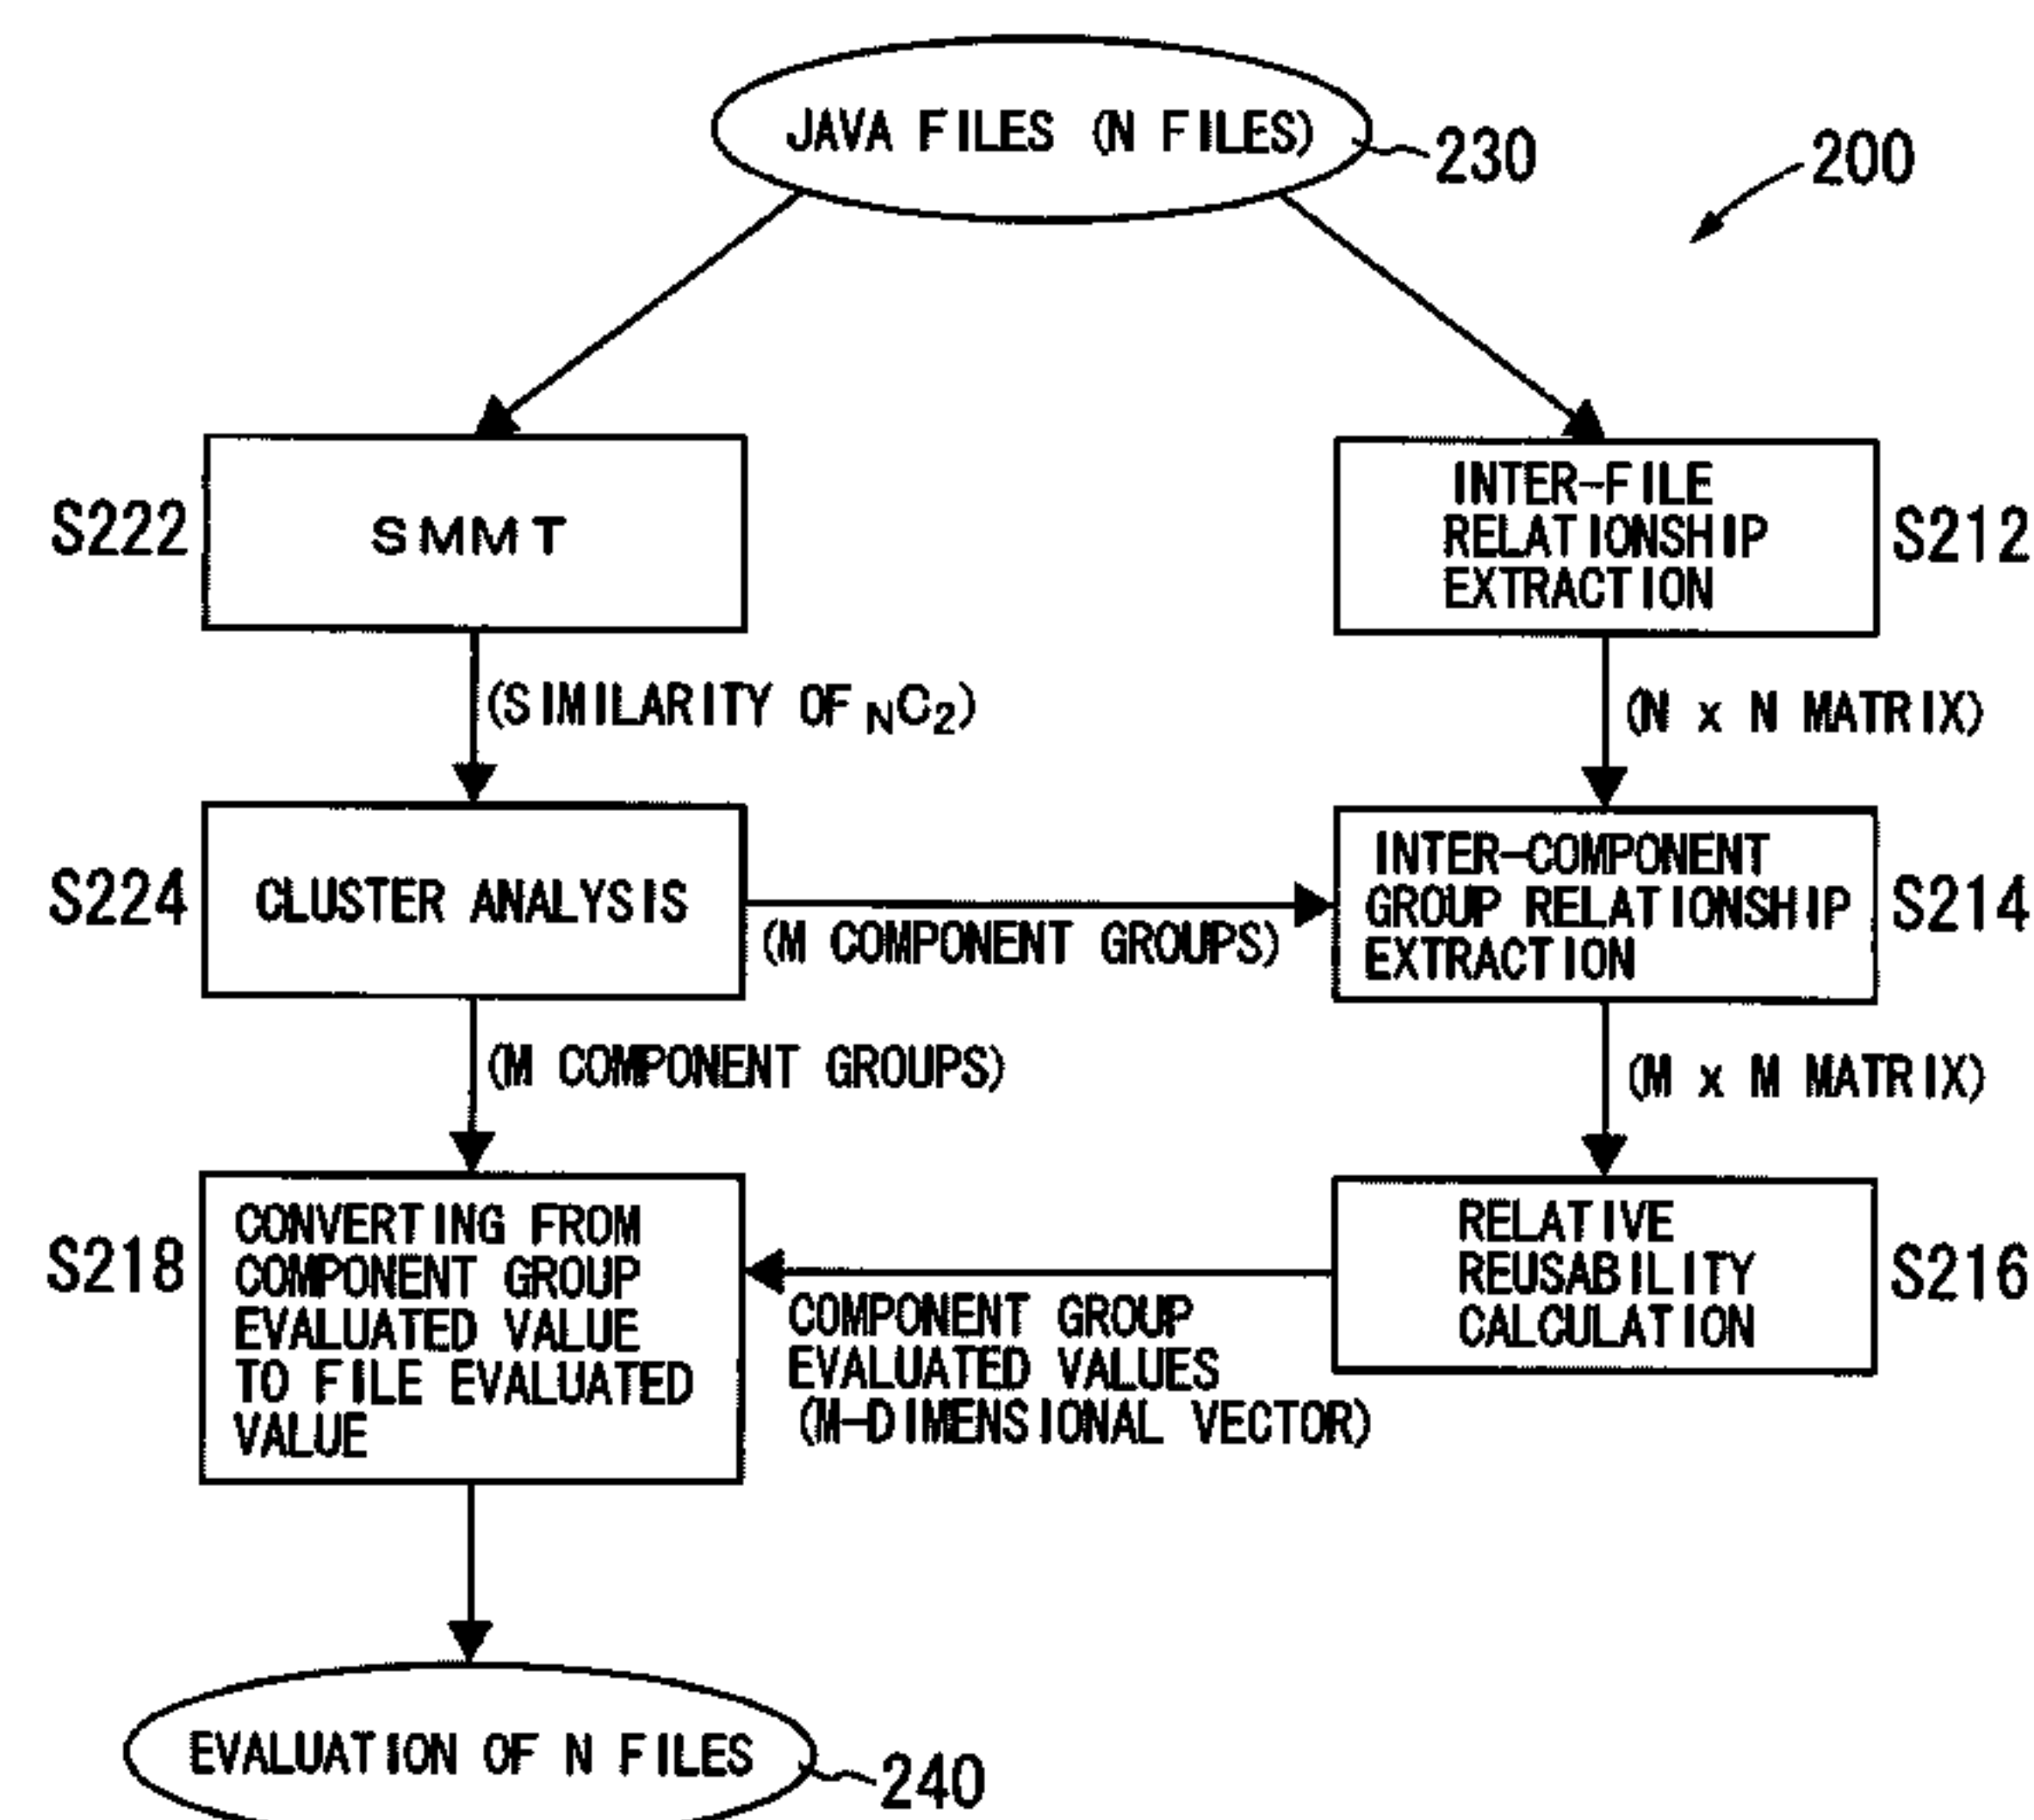 JAVA FILES (N FILES)
230
200
S222
SMMT
INTER-FILE
RELATIONSHIP
EXTRACTION
S212
(SIMILARITY OF NC2)
(N x N MATRIX)
S224
CLUSTER ANALYSIS
(M COMPONENT GROUPS)
INTER-COMPONENT
GROUP RELATIONSHIP
EXTRACTION
S214
(M COMPONENT GROUPS)
(M x M MATRIX)
S218
CONVERTING FROM
COMPONENT GROUP
EVALUATED VALUE
TO FILE EVALUATED
VALUE
COMPONENT GROUP
EVALUATED VALUES
(M-DIMENSIONAL VECTOR)
RELATIVE
REUSABILITY
CALCULATION
S216
EVALUATION OF N FILES
240